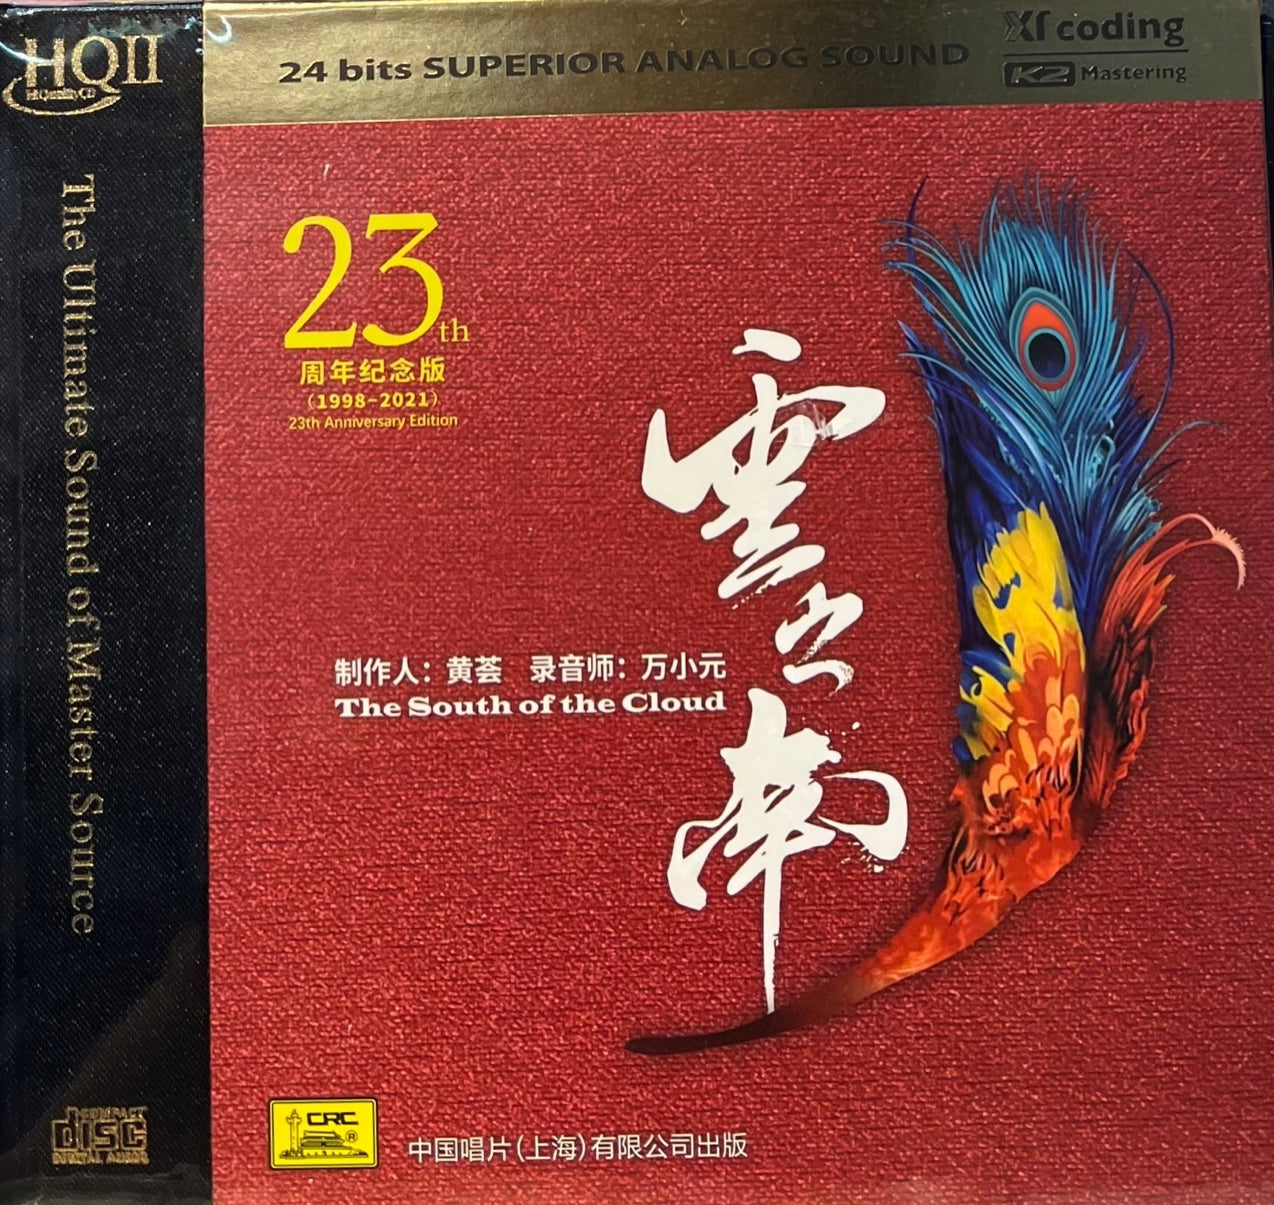 HQII
HiQualityCD
The Ultimate Sound of Master Source
COMPACT
disc
DIGITAL AUDIO
24 bits SUPERIOR ANALOG SOUND
Xf coding
K2 Mastering
23th
周年纪念版
(1998-2021)
23th Anniversary Edition
雲之南
制作人：黄荟 录音师：万小元
The South of the Cloud
CRC
®
中国唱片(上海)有限公司出版